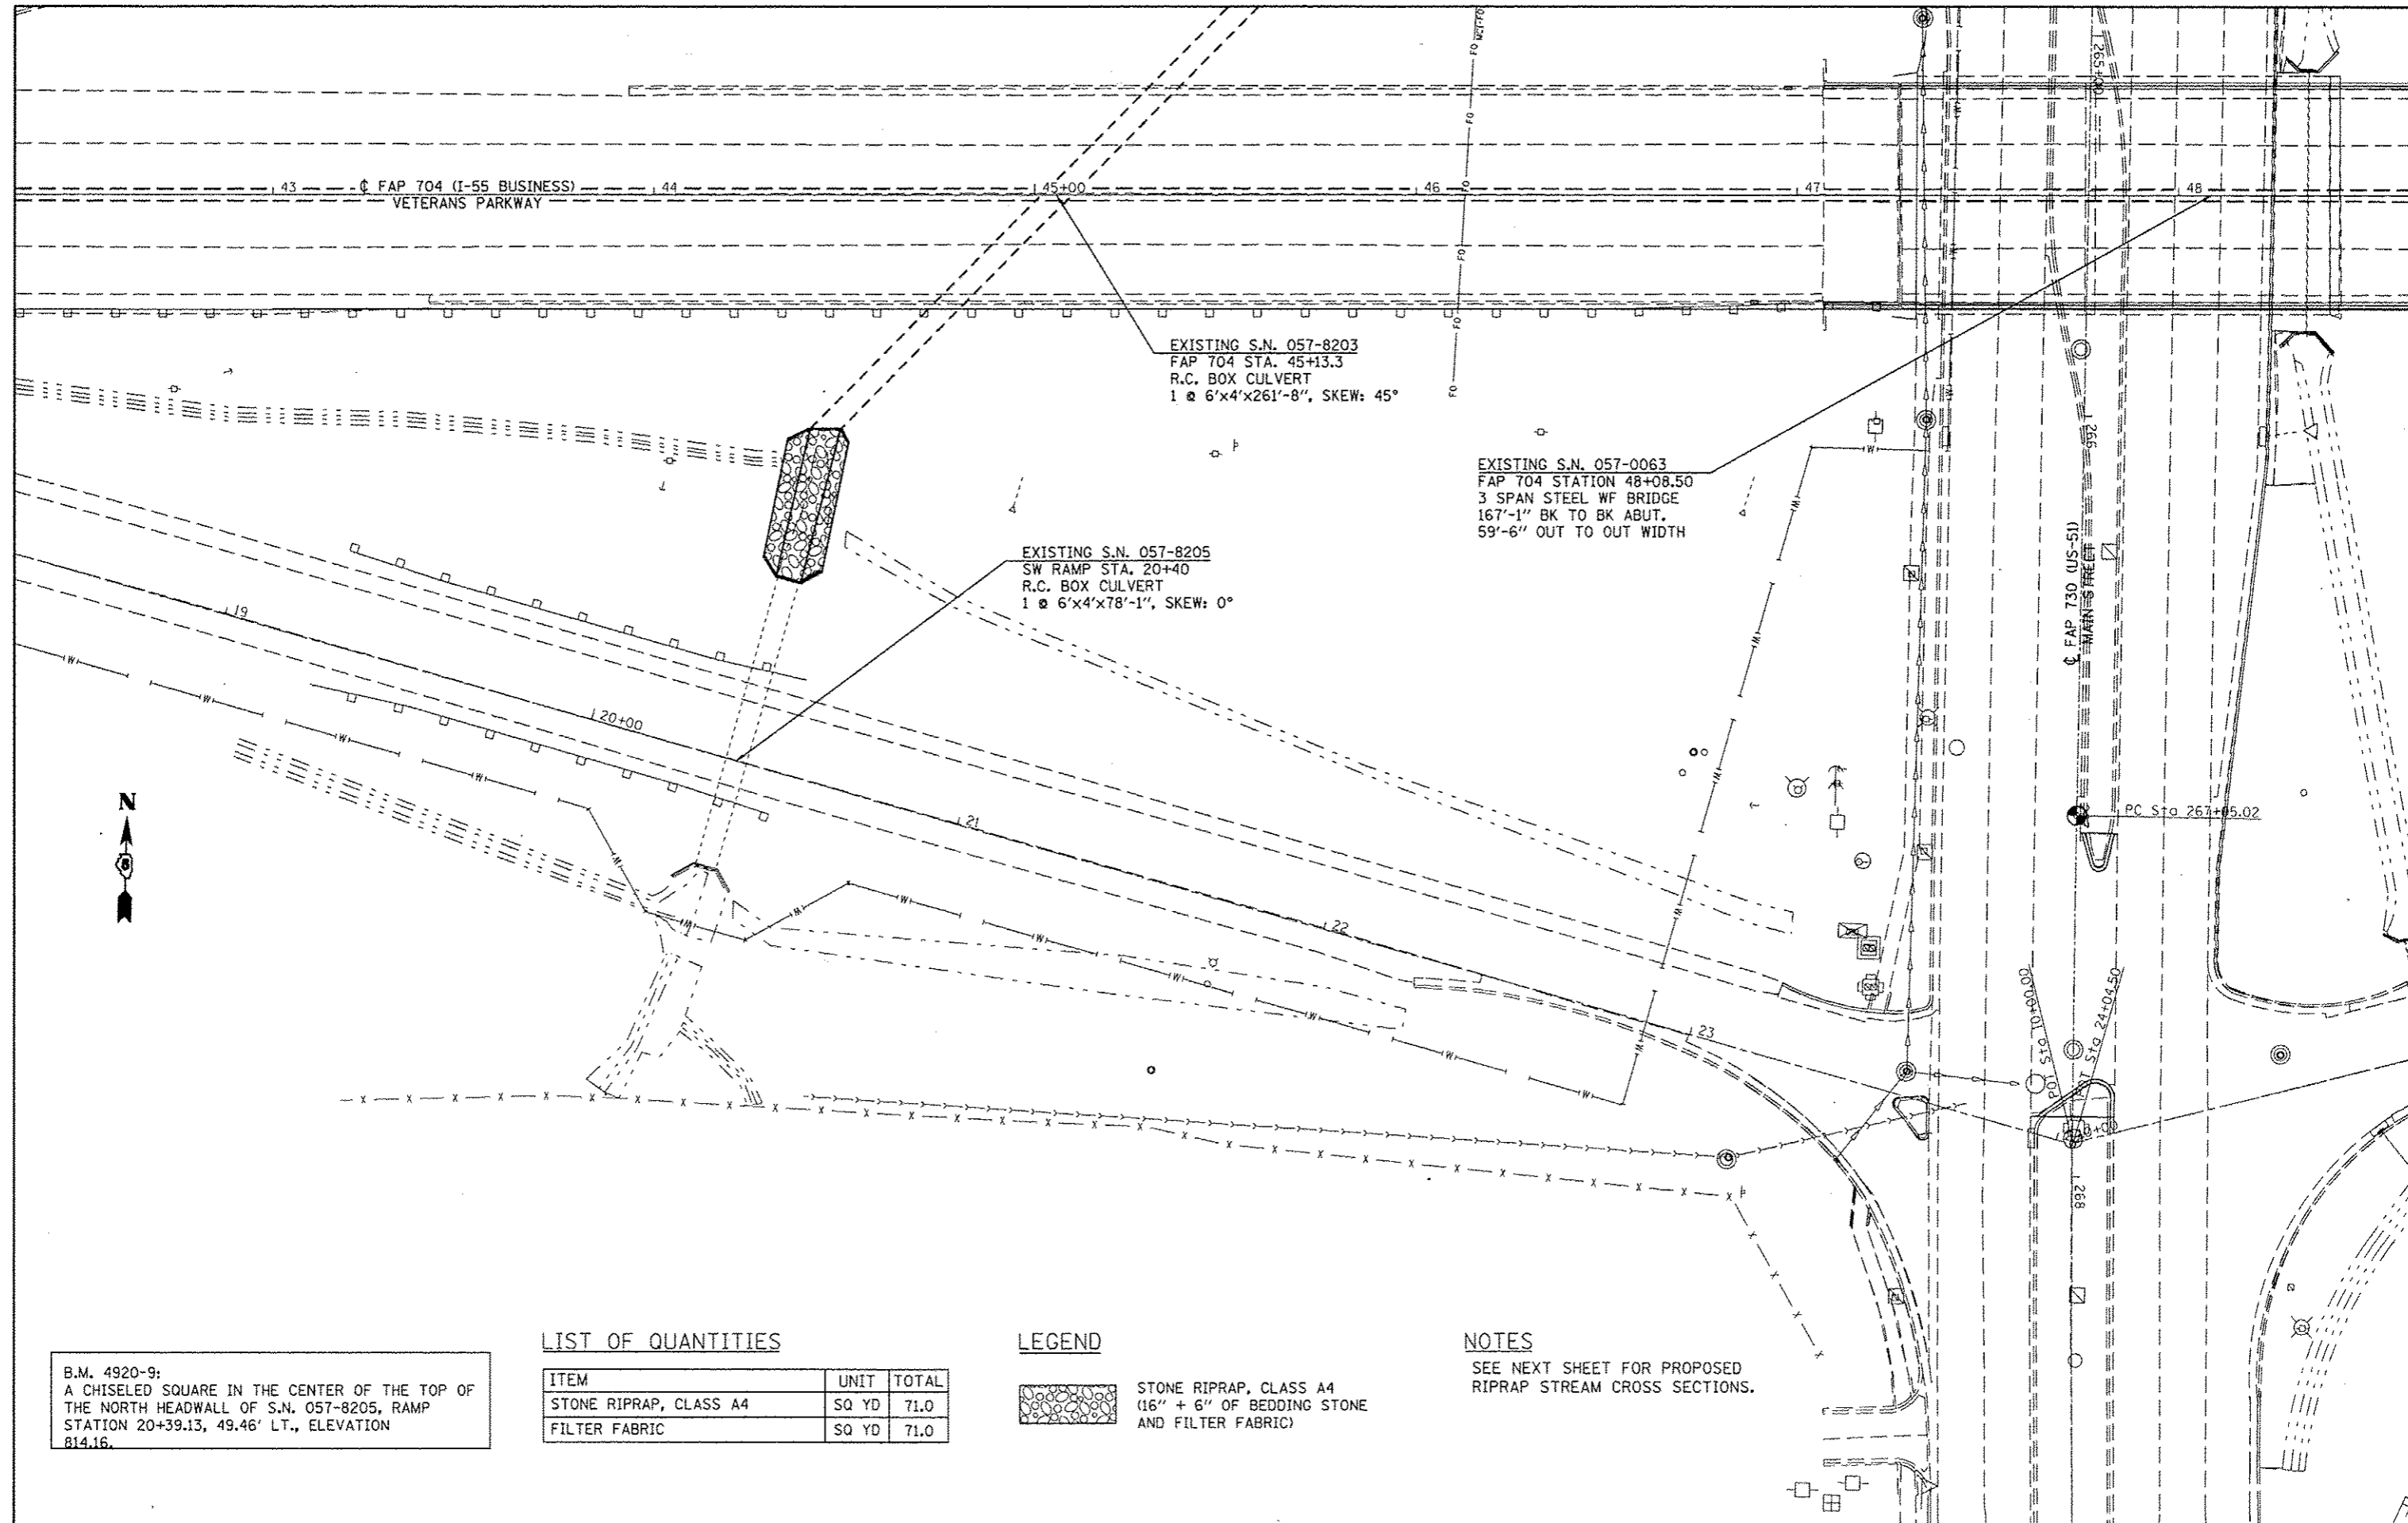 265+00
43
℄ FAP 704 (I-55 BUSINESS)
VETERANS PARKWAY
44
45+00
46
47
48
FO
FO
FO
FO
FO
FO
EXISTING S.N. 057-8203
FAP 704 STA. 45+13.3
R.C. BOX CULVERT
1 @ 6'x4'x261'-8", SKEW: 45°
EXISTING S.N. 057-0063
FAP 704 STATION 48+08.50
3 SPAN STEEL WF BRIDGE
167'-1" BK TO BK ABUT.
59'-6" OUT TO OUT WIDTH
266
EXISTING S.N. 057-8205
SW RAMP STA. 20+40
R.C. BOX CULVERT
1 @ 6'x4'x78'-1", SKEW: 0°
℄ FAP 730 (US-51)
MAIN STREET
19
20+00
21
22
23
N
PC Sta 267+05.02
POT Sta 10+00.00
POT Sta 24+04.50
268
B.M. 4920-9:
A CHISELED SQUARE IN THE CENTER OF THE TOP OF
THE NORTH HEADWALL OF S.N. 057-8205, RAMP
STATION 20+39.13, 49.46' LT., ELEVATION
814.16.
LIST OF QUANTITIES
ITEM UNIT TOTAL
STONE RIPRAP, CLASS A4 SQ YD 71.0
FILTER FABRIC SQ YD 71.0
LEGEND
STONE RIPRAP, CLASS A4
(16" + 6" OF BEDDING STONE
AND FILTER FABRIC)
NOTES
SEE NEXT SHEET FOR PROPOSED
RIPRAP STREAM CROSS SECTIONS.